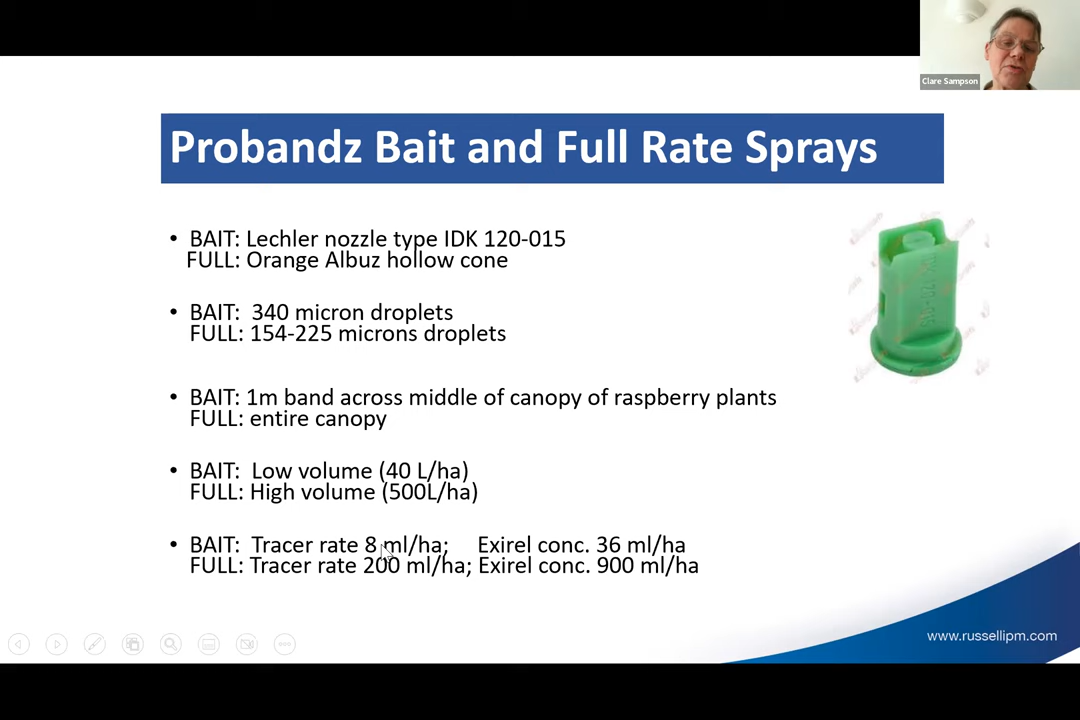 Clare Sampson
Probandz Bait and Full Rate Sprays
• BAIT: Lechler nozzle type IDK 120-015
FULL: Orange Albuz hollow cone
• BAIT:  340 micron droplets
FULL: 154-225 microns droplets
• BAIT: 1m band across middle of canopy of raspberry plants
FULL: entire canopy
• BAIT:  Low volume (40 L/ha)
FULL: High volume (500L/ha)
• BAIT:  Tracer rate 8 ml/ha;    Exirel conc. 36 ml/ha
FULL: Tracer rate 200 ml/ha; Exirel conc. 900 ml/ha
www.russellipm.com